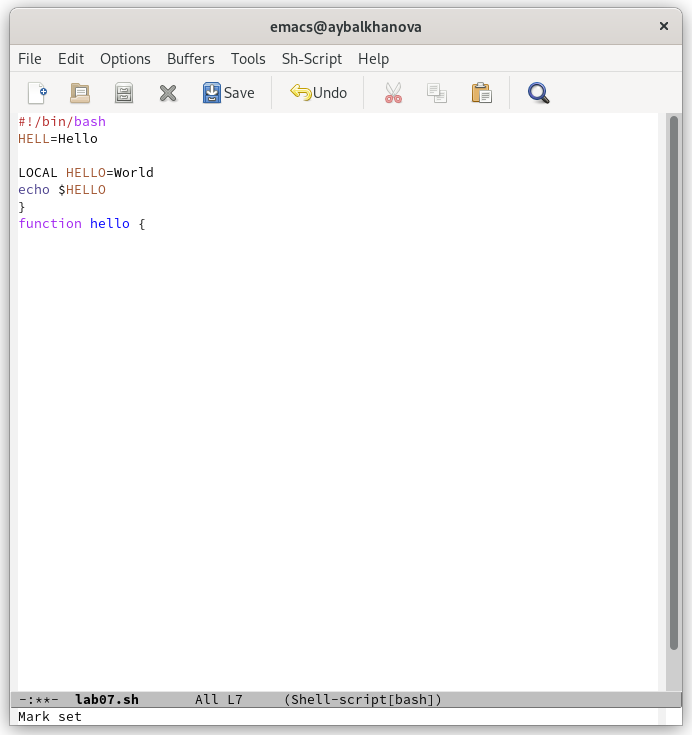 emacs@aybalkhanova ×
File Edit Options Buffers Tools Sh-Script Help
Save Undo
#!/bin/bash
HELL=Hello
LOCAL HELLO=World
echo $HELLO
}
function hello {
-:**- lab07.sh All L7 (Shell-script[bash])
Mark set